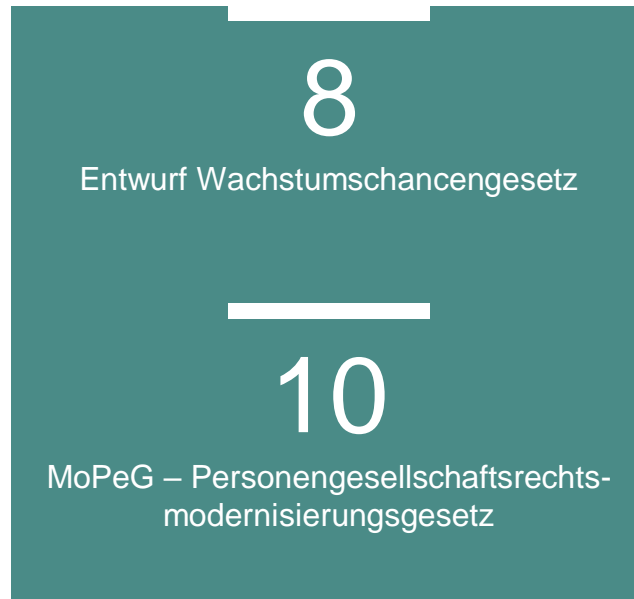 8
Entwurf Wachstumschancengesetz
10
MoPeG – Personengesellschaftsrechts-
modernisierungsgesetz